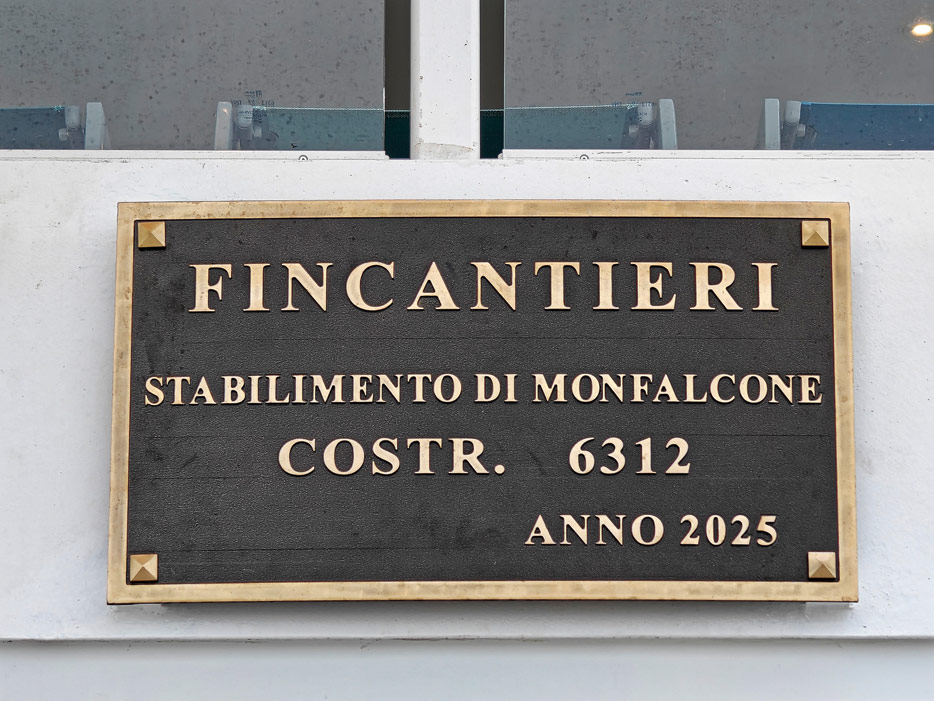 FINCANTIERI
STABILIMENTO DI MONFALCONE
COSTR. 6312
ANNO 2025